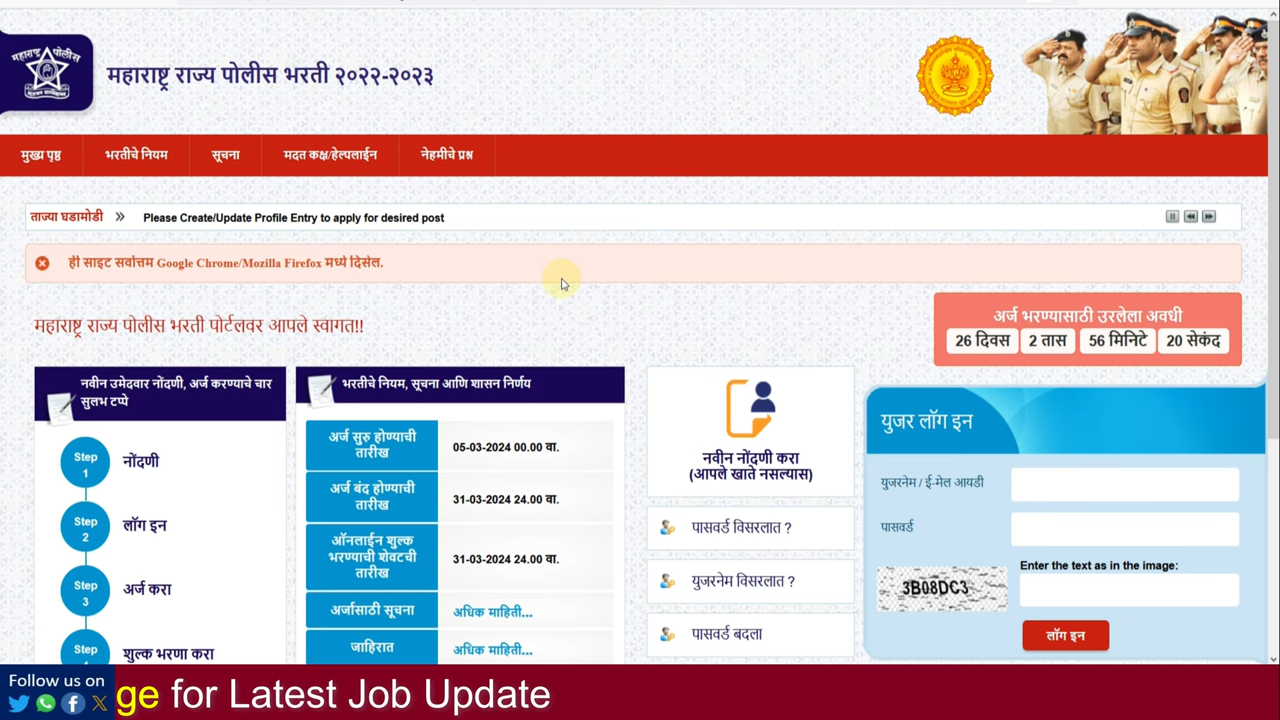 महाराष्ट्र पोलीस
महाराष्ट्र राज्य पोलीस भरती २०२२-२०२३
मुख्य पृष्ठ
भरतीचे नियम
सूचना
मदत कक्ष/हेल्पलाईन
नेहमीचे प्रश्न
ताज्या घडामोडी
Please Create/Update Profile Entry to apply for desired post
ही साइट सर्वोत्तम Google Chrome/Mozilla Firefox मध्ये दिसेल.
महाराष्ट्र राज्य पोलीस भरती पोर्टलवर आपले स्वागत!!
अर्ज भरण्यासाठी उरलेला अवधी
26 दिवस 2 तास 56 मिनिटे 20 सेकंद
नवीन उमेदवार नोंदणी, अर्ज करण्याचे चार
सुलभ टप्पे
Step
1
नोंदणी
Step
2
लॉग इन
Step
3
अर्ज करा
Step
शुल्क भरणा करा
भरतीचे नियम, सूचना आणि शासन निर्णय
अर्ज सुरु होण्याची
तारीख
05-03-2024 00.00 वा.
अर्ज बंद होण्याची
तारीख
31-03-2024 24.00 वा.
ऑनलाईन शुल्क
भरण्याची शेवटची
तारीख
31-03-2024 24.00 वा.
अर्जासाठी सूचना
अधिक माहिती...
जाहिरात
अधिक माहिती...
नवीन नोंदणी करा
(आपले खाते नसल्यास)
पासवर्ड विसरलात ?
युजरनेम विसरलात ?
पासवर्ड बदला
युजर लॉग इन
युजरनेम / ई-मेल आयडी
पासवर्ड
Enter the text as in the image:
3B08DC3
लॉग इन
Follow us on
ge for Latest Job Update